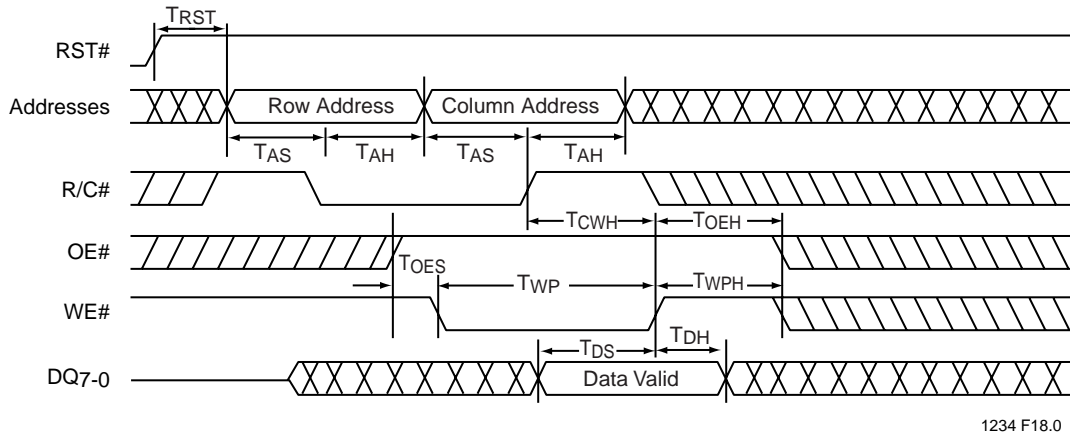 TRST
RST#
Addresses
Row Address
Column Address
TAS
TAH
TAS
TAH
R/C#
TCWH
TOEH
OE#
TOES
TWP
TWPH
WE#
TDS
TDH
DQ7-0
Data Valid
1234 F18.0